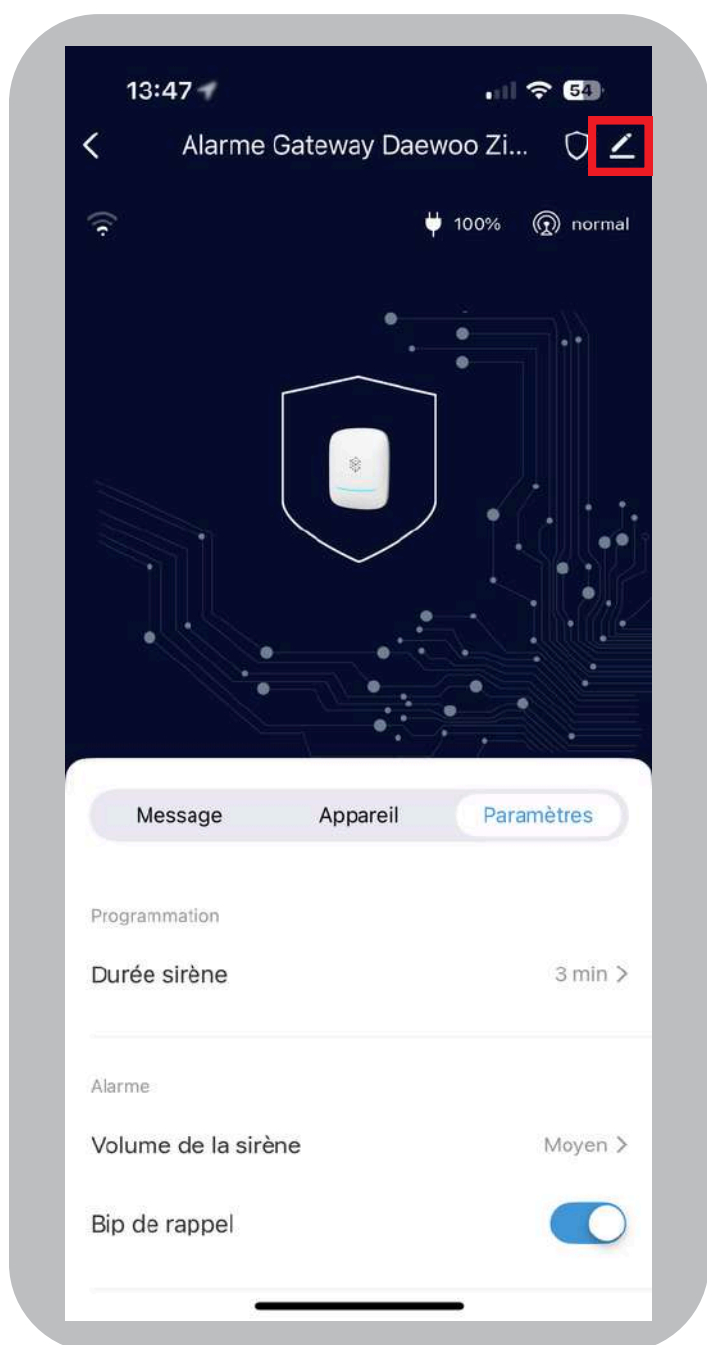 13:47
54
Alarme Gateway Daewoo Zi...
100% normal
Message Appareil Paramètres
Programmation
Durée sirène 3 min
Alarme
Volume de la sirène Moyen
Bip de rappel